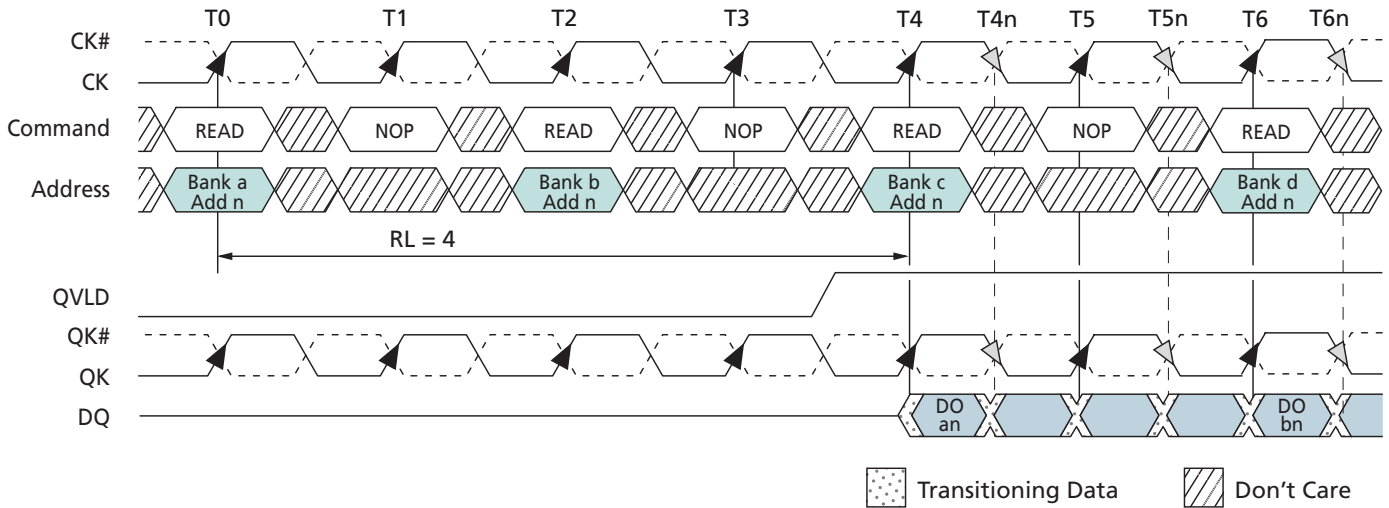 T0 T1 T2 T3 T4 T4n T5 T5n T6 T6n
CK#
CK
Command READ NOP READ NOP READ NOP READ
Address Bank a Bank b Bank c Bank d
Add n Add n Add n Add n
RL = 4
QVLD
QK#
QK
DQ DO DO
an bn
Transitioning Data Don't Care